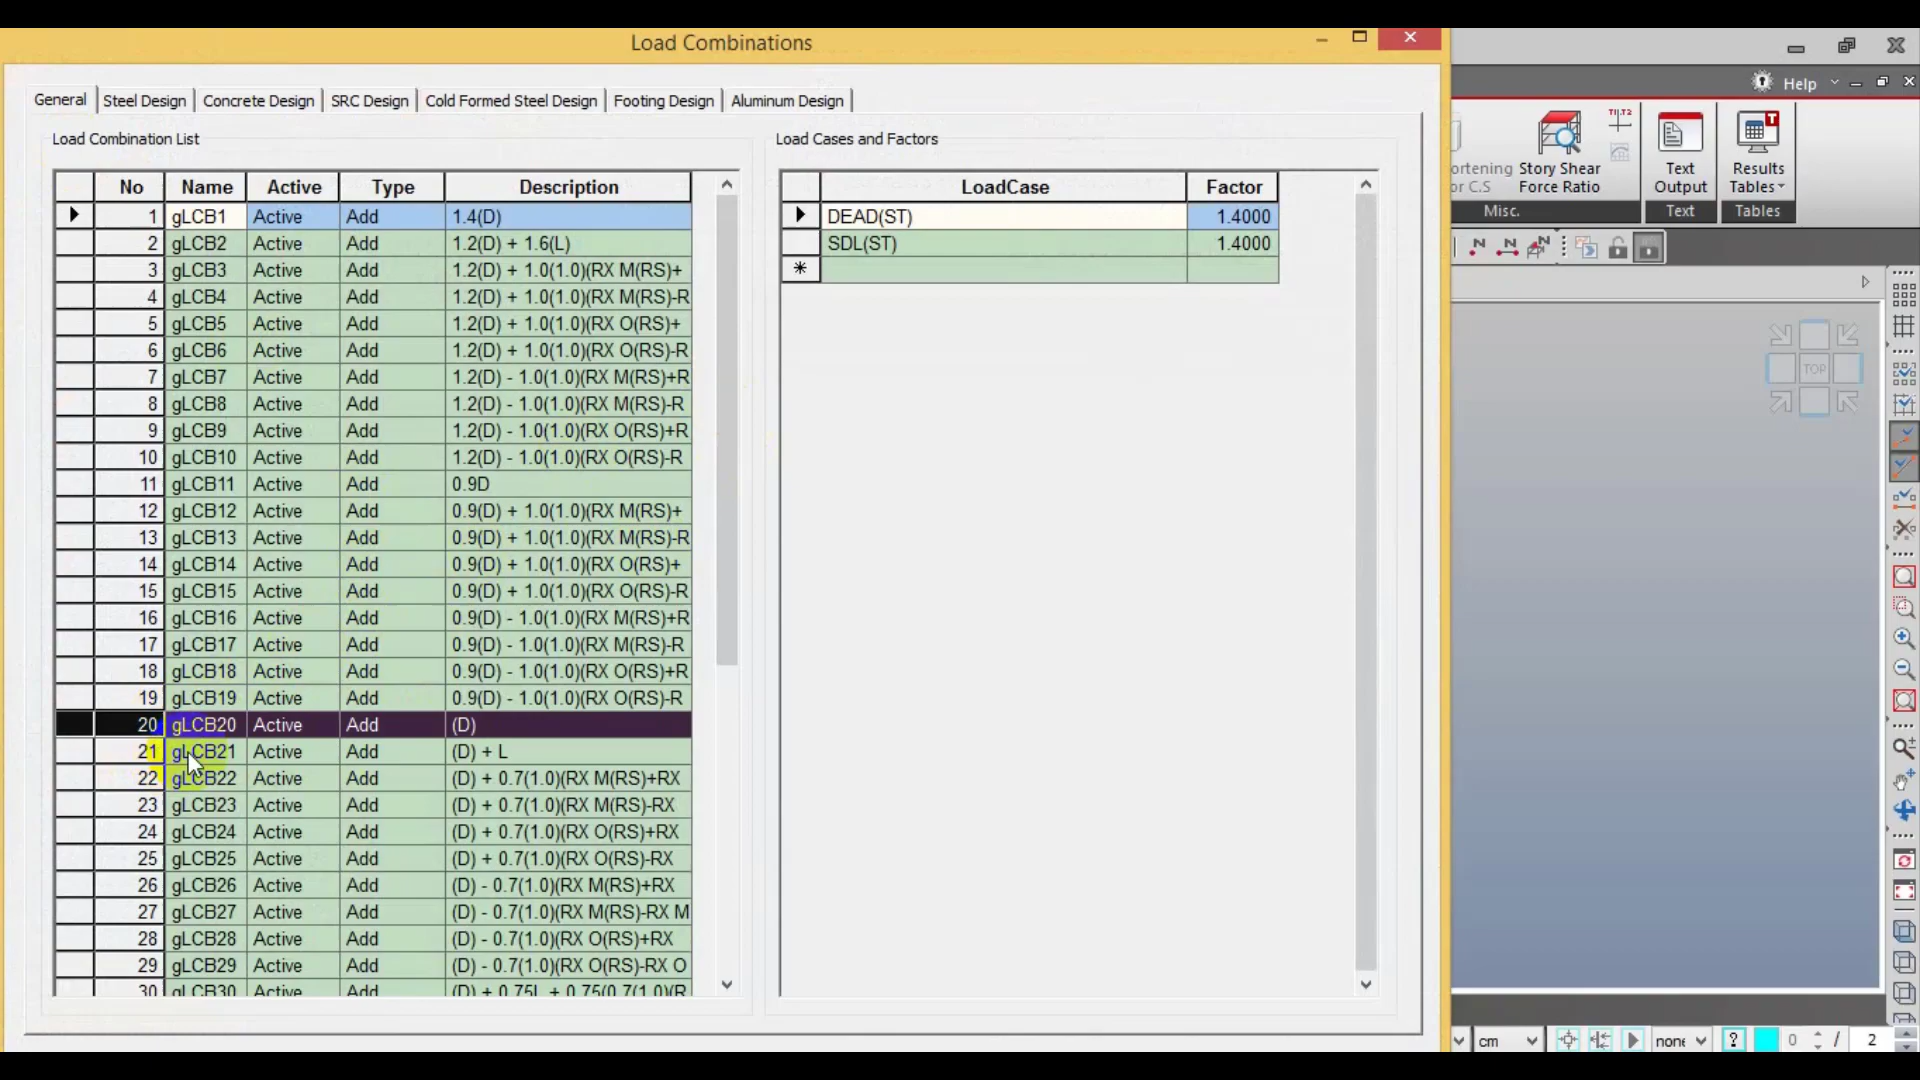 Load Combinations
General Steel Design Concrete Design SRC Design Cold Formed Steel Design Footing Design Aluminum Design
Load Combination List
No Name Active Type Description
1 gLCB1 Active Add 1.4(D)
2 gLCB2 Active Add 1.2(D) + 1.6(L)
3 gLCB3 Active Add 1.2(D) + 1.0(1.0)(RX M(RS)+
4 gLCB4 Active Add 1.2(D) + 1.0(1.0)(RX M(RS)-R
5 gLCB5 Active Add 1.2(D) + 1.0(1.0)(RX O(RS)+
6 gLCB6 Active Add 1.2(D) + 1.0(1.0)(RX O(RS)-R
7 gLCB7 Active Add 1.2(D) - 1.0(1.0)(RX M(RS)+R
8 gLCB8 Active Add 1.2(D) - 1.0(1.0)(RX M(RS)-R
9 gLCB9 Active Add 1.2(D) - 1.0(1.0)(RX O(RS)+R
10 gLCB10 Active Add 1.2(D) - 1.0(1.0)(RX O(RS)-R
11 gLCB11 Active Add 0.9D
12 gLCB12 Active Add 0.9(D) + 1.0(1.0)(RX M(RS)+
13 gLCB13 Active Add 0.9(D) + 1.0(1.0)(RX M(RS)-R
14 gLCB14 Active Add 0.9(D) + 1.0(1.0)(RX O(RS)+
15 gLCB15 Active Add 0.9(D) + 1.0(1.0)(RX O(RS)-R
16 gLCB16 Active Add 0.9(D) - 1.0(1.0)(RX M(RS)+R
17 gLCB17 Active Add 0.9(D) - 1.0(1.0)(RX M(RS)-R
18 gLCB18 Active Add 0.9(D) - 1.0(1.0)(RX O(RS)+R
19 gLCB19 Active Add 0.9(D) - 1.0(1.0)(RX O(RS)-R
20 gLCB20 Active Add (D)
21 gLCB21 Active Add (D) + L
22 gLCB22 Active Add (D) + 0.7(1.0)(RX M(RS)+RX
23 gLCB23 Active Add (D) + 0.7(1.0)(RX M(RS)-RX
24 gLCB24 Active Add (D) + 0.7(1.0)(RX O(RS)+RX
25 gLCB25 Active Add (D) + 0.7(1.0)(RX O(RS)-RX
26 gLCB26 Active Add (D) - 0.7(1.0)(RX M(RS)+RX
27 gLCB27 Active Add (D) - 0.7(1.0)(RX M(RS)-RX M
28 gLCB28 Active Add (D) - 0.7(1.0)(RX O(RS)+RX
29 gLCB29 Active Add (D) - 0.7(1.0)(RX O(RS)-RX O
30 gLCB30 Active Add (D) + 0.75L + 0.75(0.7(1.0)(R
Load Cases and Factors
LoadCase Factor
DEAD(ST) 1.4000
SDL(ST) 1.4000
Help
ortening
or C.S
Story Shear
Force Ratio
Text
Output
Results
Tables
Misc. Text Tables
TOP
cm none ? 0 / 2